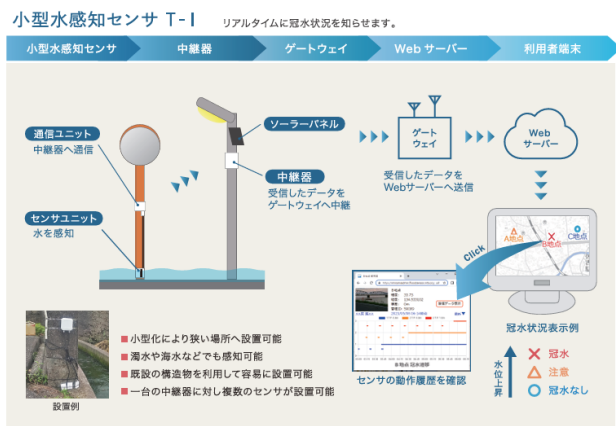 小型水感知センサ T-1
リアルタイムに冠水状況を知らせます。
小型水感知センサ
中継器
ゲートウェイ
Web サーバー
利用者端末
通信ユニット
中継器へ通信
センサユニット
水を感知
ソーラーパネル
中継器
受信したデータを
ゲートウェイへ中継
ゲート
ウェイ
受信したデータを
Webサーバーへ送信
Web
サーバー
A地点
B地点
C地点
Click
冠水状況表示例
センサの動作履歴を確認
水位上昇
冠水
注意
冠水なし
設置例
■ 小型化により狭い場所へ設置可能
■ 濁水や海水などでも感知可能
■ 既設の構造物を利用して容易に設置可能
■ 一台の中継器に対し複数のセンサが設置可能